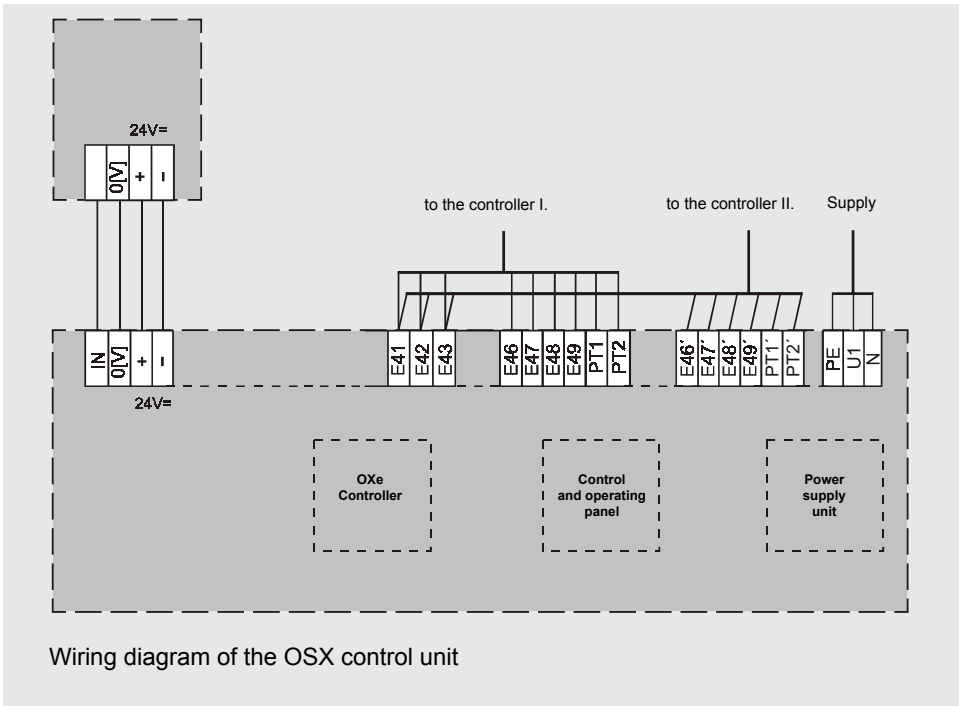 24V=
0[V]
+
-
to the controller I.
to the controller II.
Supply
IN
0[V]
+
-
E41
E42
E43
E46
E47
E48
E49
PT1
PT2
E46´
E47´
E48´
E49´
PT1´
PT2´
PE
U1
N
24V=
OXe
Controller
Control
and operating
panel
Power
supply
unit
Wiring diagram of the OSX control unit